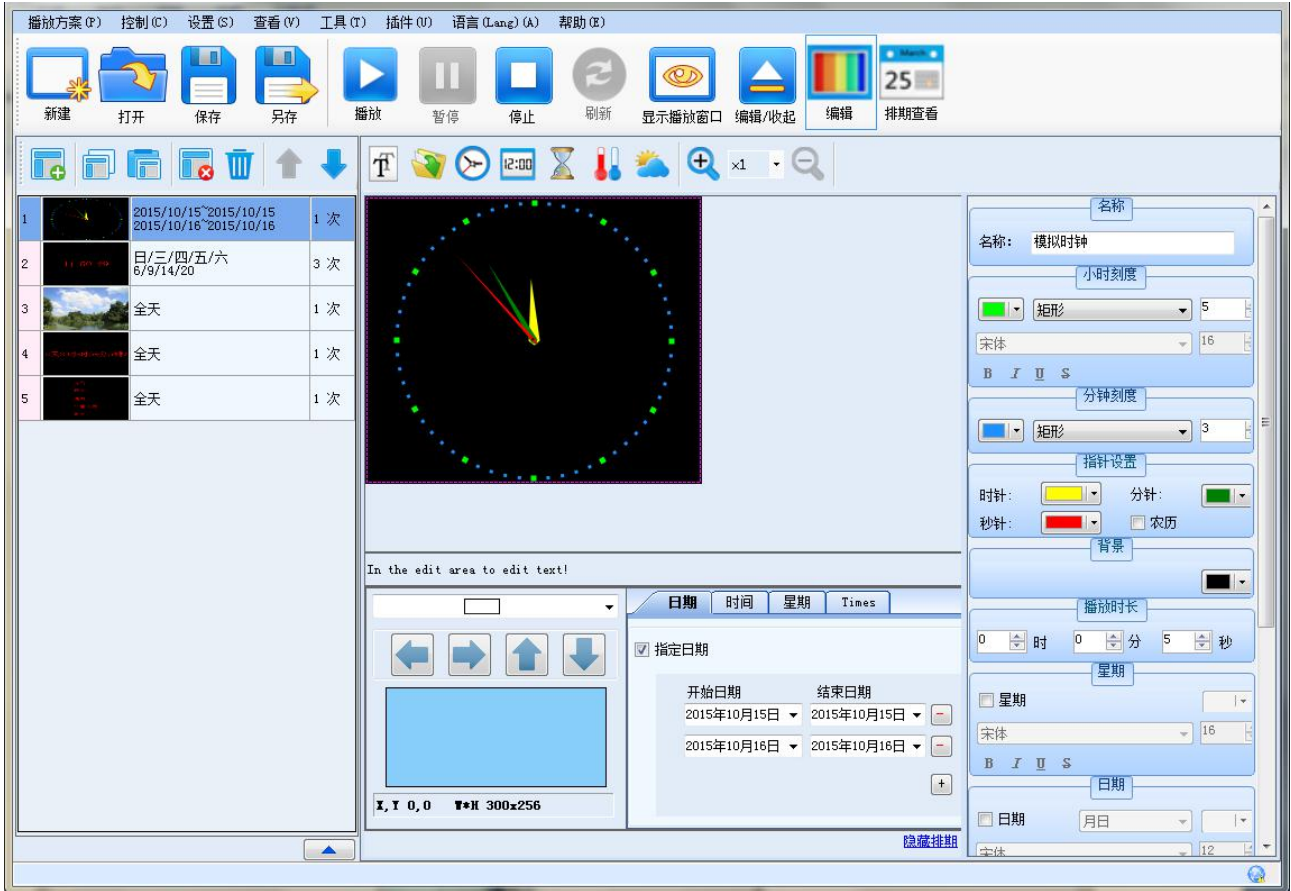 播放方案(P) 控制(C) 设置(S) 查看(V) 工具(T) 插件(U) 语言(Lang)(A) 帮助(E)
新建 打开 保存 另存 播放 暂停 停止 刷新 显示播放窗口 编辑/收起 编辑 排期查看
March
25
12:00 ×1
1 2015/10/15~2015/10/15 1 次
2015/10/16~2015/10/16
2 日/三/四/五/六 3 次
6/9/14/20
3 全天 1 次
4 全天 1 次
5 全天 1 次
In the edit area to edit text!
日期 时间 星期 Times
指定日期
开始日期 结束日期
2015年10月15日 2015年10月15日 -
2015年10月16日 2015年10月16日 -
+
X,Y 0,0 W*H 300x256
隐藏排期
名称
名称: 模拟时钟
小时刻度
矩形 5
宋体 16
B I U S
分钟刻度
矩形 3
指针设置
时针: 分针:
秒针: 农历
背景
播放时长
0 时 0 分 5 秒
星期
星期
宋体 16
B I U S
日期
日期 月日
宋体 12